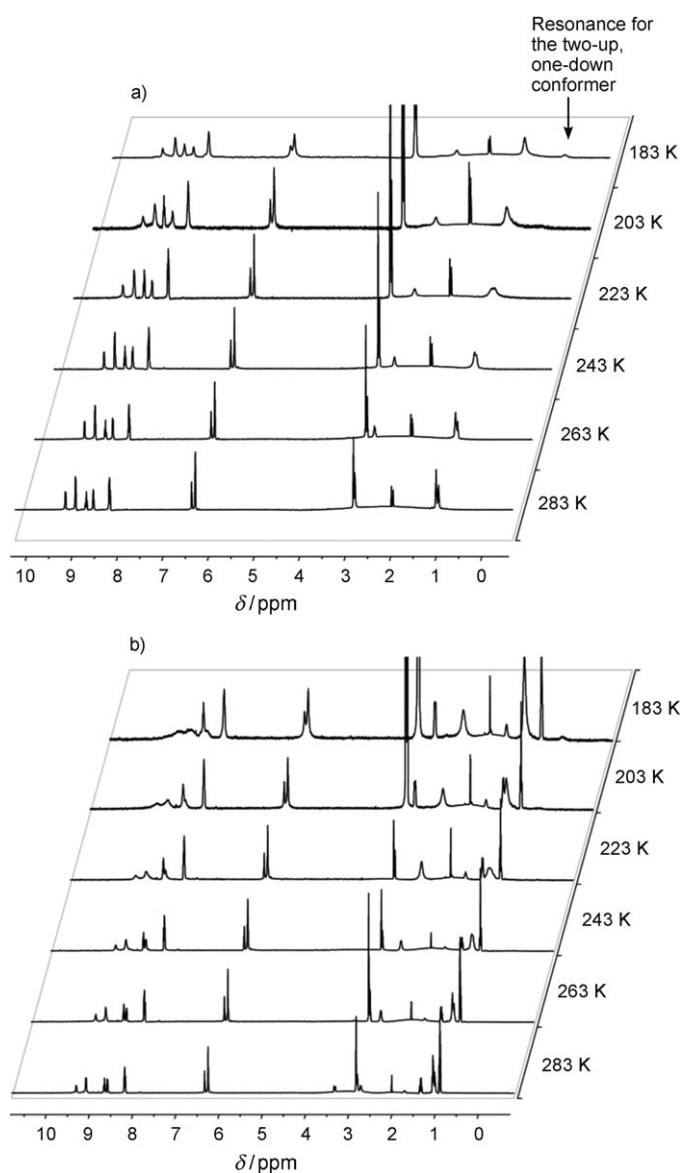 Resonance for
the two-up,
one-down
conformer
a)
183 K
203 K
223 K
243 K
263 K
283 K
10 9 8 7 6 5 4 3 2 1 0
δ/ppm
b)
183 K
203 K
223 K
243 K
263 K
283 K
10 9 8 7 6 5 4 3 2 1 0
δ/ppm